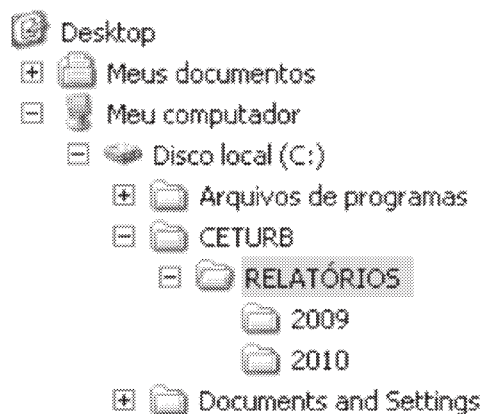 Desktop
Meus documentos
Meu computador
Disco local (C:)
Arquivos de programas
CETURB
RELATÓRIOS
2009
2010
Documents and Settings